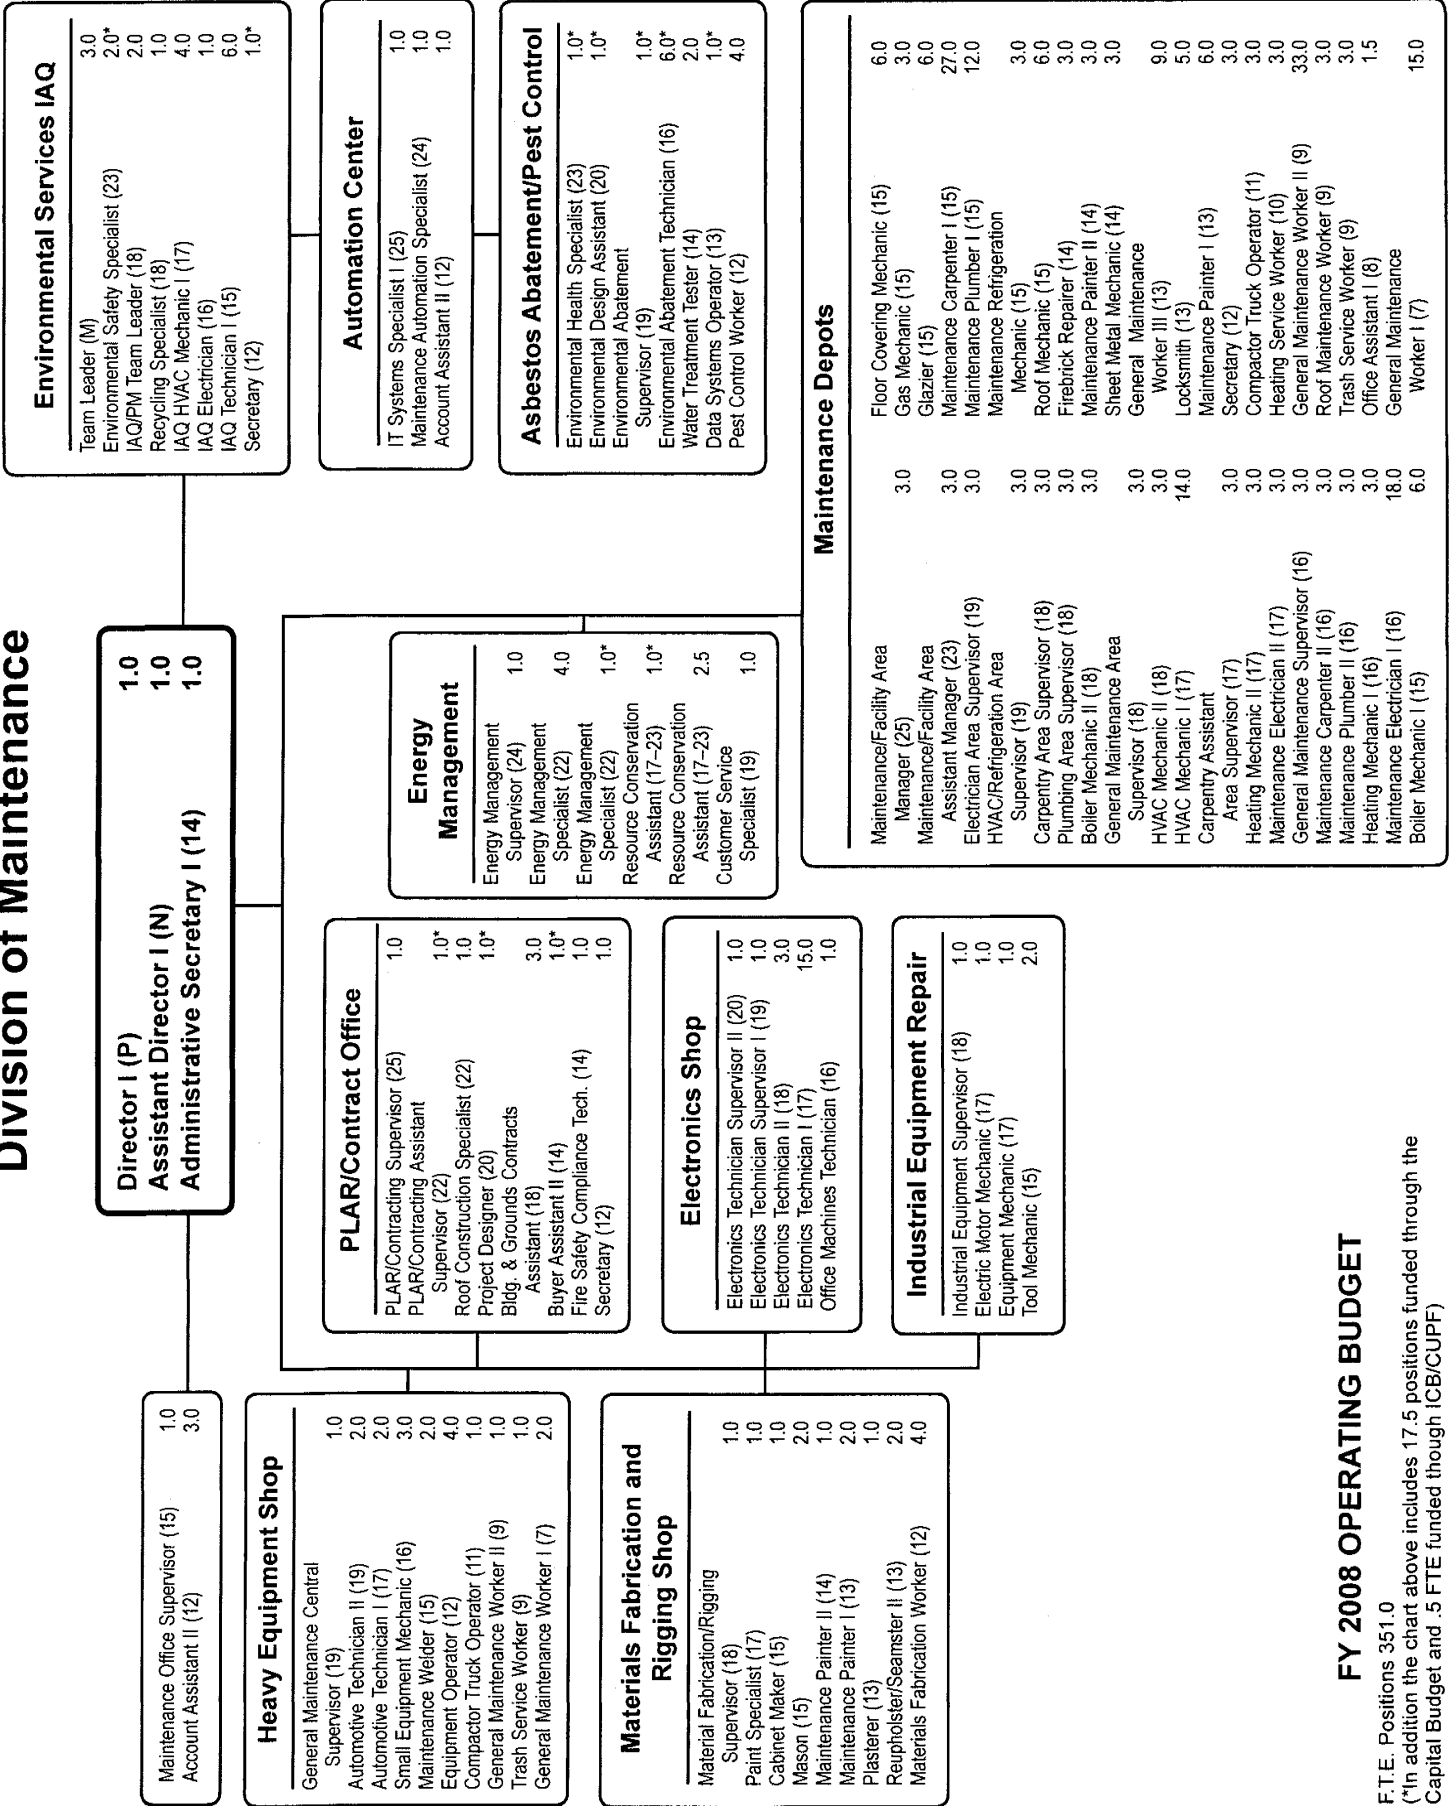 Division of Maintenance
Director I (P) 1.0
Assistant Director I (N) 1.0
Administrative Secretary I (14) 1.0
Maintenance Office Supervisor (15) 1.0
Account Assistant II (12) 3.0
Heavy Equipment Shop
General Maintenance Central
Supervisor (19) 1.0
Automotive Technician II (19) 2.0
Automotive Technician I (17) 2.0
Small Equipment Mechanic (16) 3.0
Maintenance Welder (15) 2.0
Equipment Operator (12) 4.0
Compactor Truck Operator (11) 1.0
General Maintenance Worker II (9) 1.0
Trash Service Worker (9) 1.0
General Maintenance Worker I (7) 2.0
Materials Fabrication and
Rigging Shop
Material Fabrication/Rigging
Supervisor (18) 1.0
Paint Specialist (17) 1.0
Cabinet Maker (15) 1.0
Mason (15) 2.0
Maintenance Painter II (14) 1.0
Maintenance Painter I (13) 2.0
Plasterer (13) 1.0
Reupholster/Seamster II (13) 2.0
Materials Fabrication Worker (12) 4.0
PLAR/Contract Office
PLAR/Contracting Supervisor (25) 1.0
PLAR/Contracting Assistant
Supervisor (22) 1.0*
Roof Construction Specialist (22) 1.0
Project Designer (20) 1.0*
Bldg. & Grounds Contracts
Assistant (18) 3.0
Buyer Assistant II (14) 1.0*
Fire Safety Compliance Tech. (14) 1.0
Secretary (12) 1.0
Electronics Shop
Electronics Technician Supervisor II (20) 1.0
Electronics Technician Supervisor I (19) 1.0
Electronics Technician II (18) 3.0
Electronics Technician I (17) 15.0
Office Machines Technician (16) 1.0
Industrial Equipment Repair
Industrial Equipment Supervisor (18) 1.0
Electric Motor Mechanic (17) 1.0
Equipment Mechanic (17) 1.0
Tool Mechanic (15) 2.0
Energy
Management
Energy Management
Supervisor (24) 1.0
Energy Management
Specialist (22) 4.0
Energy Management
Specialist (22) 1.0*
Resource Conservation
Assistant (17–23) 1.0*
Resource Conservation
Assistant (17–23) 2.5
Customer Service
Specialist (19) 1.0
Environmental Services IAQ
Team Leader (M) 3.0
Environmental Safety Specialist (23) 2.0*
IAQ/PM Team Leader (18) 2.0
Recycling Specialist (18) 1.0
IAQ HVAC Mechanic I (17) 4.0
IAQ Electrician (16) 1.0
IAQ Technician I (15) 6.0
Secretary (12) 1.0*
Automation Center
IT Systems Specialist I (25) 1.0
Maintenance Automation Specialist (24) 1.0
Account Assistant II (12) 1.0
Asbestos Abatement/Pest Control
Environmental Health Specialist (23) 1.0*
Environmental Design Assistant (20) 1.0*
Environmental Abatement
Supervisor (19) 1.0*
Environmental Abatement Technician (16) 6.0*
Water Treatment Tester (14) 2.0
Data Systems Operator (13) 1.0*
Pest Control Worker (12) 4.0
Maintenance Depots
Maintenance/Facility Area
Manager (25) 3.0
Maintenance/Facility Area
Assistant Manager (23) 3.0
Electrician Area Supervisor (19) 3.0
HVAC/Refrigeration Area
Supervisor (19) 3.0
Carpentry Area Supervisor (18) 3.0
Plumbing Area Supervisor (18) 3.0
Boiler Mechanic II (18) 3.0
General Maintenance Area
Supervisor (18) 3.0
HVAC Mechanic II (18) 3.0
HVAC Mechanic I (17) 14.0
Carpentry Assistant
Area Supervisor (17) 3.0
Heating Mechanic II (17) 3.0
Maintenance Electrician II (17) 3.0
General Maintenance Supervisor (16) 3.0
Maintenance Carpenter II (16) 3.0
Maintenance Plumber II (16) 3.0
Heating Mechanic I (16) 3.0
Maintenance Electrician I (16) 18.0
Boiler Mechanic I (15) 6.0
Floor Covering Mechanic (15) 6.0
Gas Mechanic (15) 3.0
Glazier (15) 6.0
Maintenance Carpenter I (15) 27.0
Maintenance Plumber I (15) 12.0
Maintenance Refrigeration
Mechanic (15) 3.0
Roof Mechanic (15) 6.0
Firebrick Repairer (14) 3.0
Maintenance Painter II (14) 3.0
Sheet Metal Mechanic (14) 3.0
General Maintenance
Worker III (13) 9.0
Locksmith (13) 5.0
Maintenance Painter I (13) 6.0
Secretary (12) 3.0
Compactor Truck Operator (11) 3.0
Heating Service Worker (10) 3.0
General Maintenance Worker II (9) 33.0
Roof Maintenance Worker (9) 3.0
Trash Service Worker (9) 3.0
Office Assistant I (8) 1.5
General Maintenance
Worker I (7) 15.0
FY 2008 OPERATING BUDGET
F.T.E. Positions 351.0
(*In addition the chart above includes 17.5 positions funded through the
Capital Budget and .5 FTE funded though ICB/CUPF)